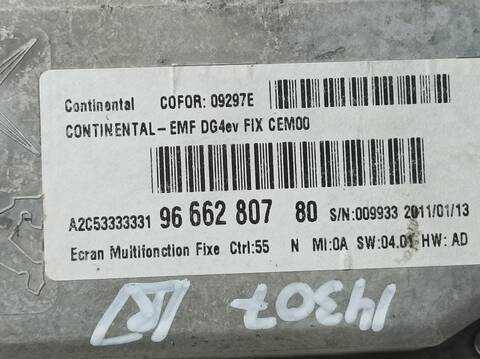 Continental COFOR: 09297E
CONTINENTAL-EMF DG4ev FIX CEM00
A2C53333331 96 662 807 80 S/N:009933 2011/01/13
Ecran Multifonction Fixe Ctrl:55 N MI:0A SW:04.01 HW: AD
14307